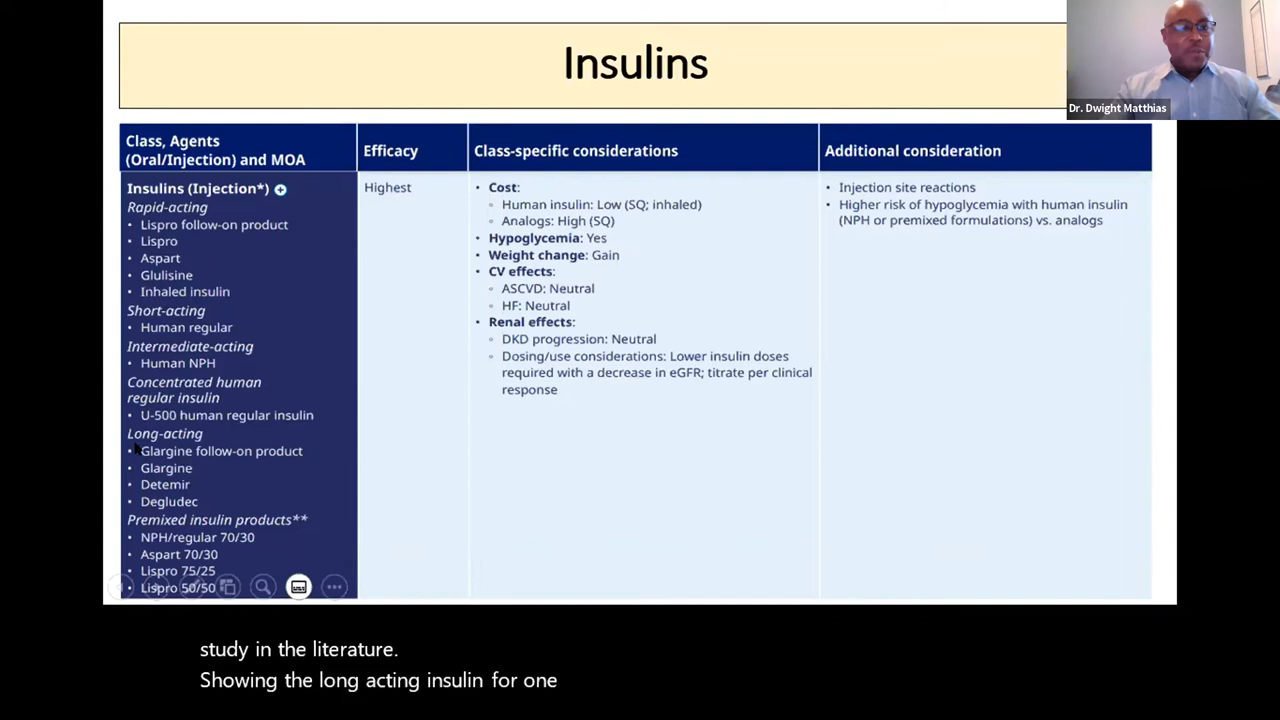 Insulins
Dr. Dwight Matthias
Class, Agents
(Oral/Injection) and MOA
Efficacy
Class-specific considerations
Additional consideration
Insulins (Injection*)
Rapid-acting
• Lispro follow-on product
• Lispro
• Aspart
• Glulisine
• Inhaled insulin
Short-acting
• Human regular
Intermediate-acting
• Human NPH
Concentrated human
regular insulin
• U-500 human regular insulin
Long-acting
• Glargine follow-on product
• Glargine
• Detemir
• Degludec
Premixed insulin products**
• NPH/regular 70/30
• Aspart 70/30
• Lispro 75/25
• Lispro 50/50
Highest
• Cost:
◦ Human insulin: Low (SQ; inhaled)
◦ Analogs: High (SQ)
• Hypoglycemia: Yes
• Weight change: Gain
• CV effects:
◦ ASCVD: Neutral
◦ HF: Neutral
• Renal effects:
◦ DKD progression: Neutral
◦ Dosing/use considerations: Lower insulin doses
required with a decrease in eGFR; titrate per clinical
response
• Injection site reactions
• Higher risk of hypoglycemia with human insulin
(NPH or premixed formulations) vs. analogs
study in the literature.
Showing the long acting insulin for one